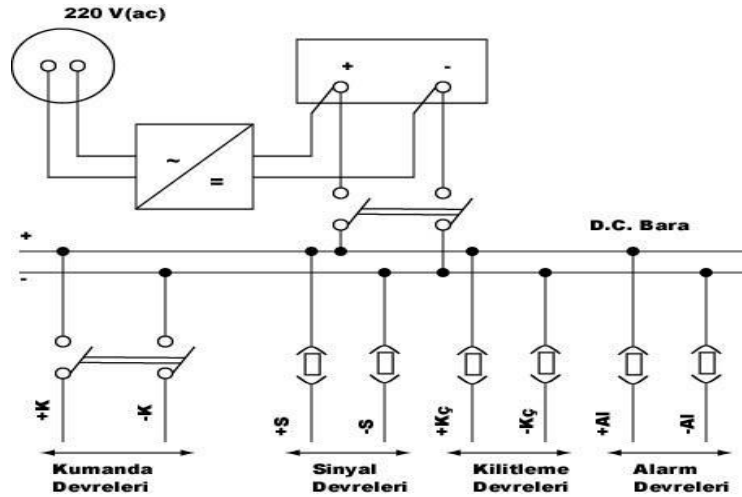 220 V(ac)
+ -
~
=
D.C. Bara
+
-
+K -K +S -S +Kç -Kç +Al -Al
Kumanda Devreleri
Sinyal Devreleri
Kilitleme Devreleri
Alarm Devreleri